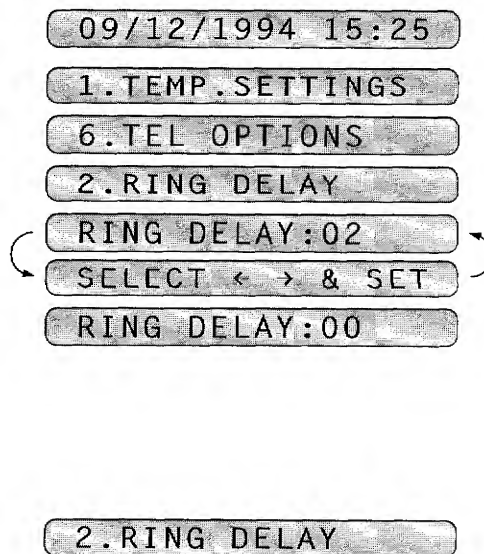 09/12/1994 15:25
1.TEMP.SETTINGS
6.TEL OPTIONS
2.RING DELAY
RING DELAY:02
SELECT ← → & SET
RING DELAY:00
2.RING DELAY